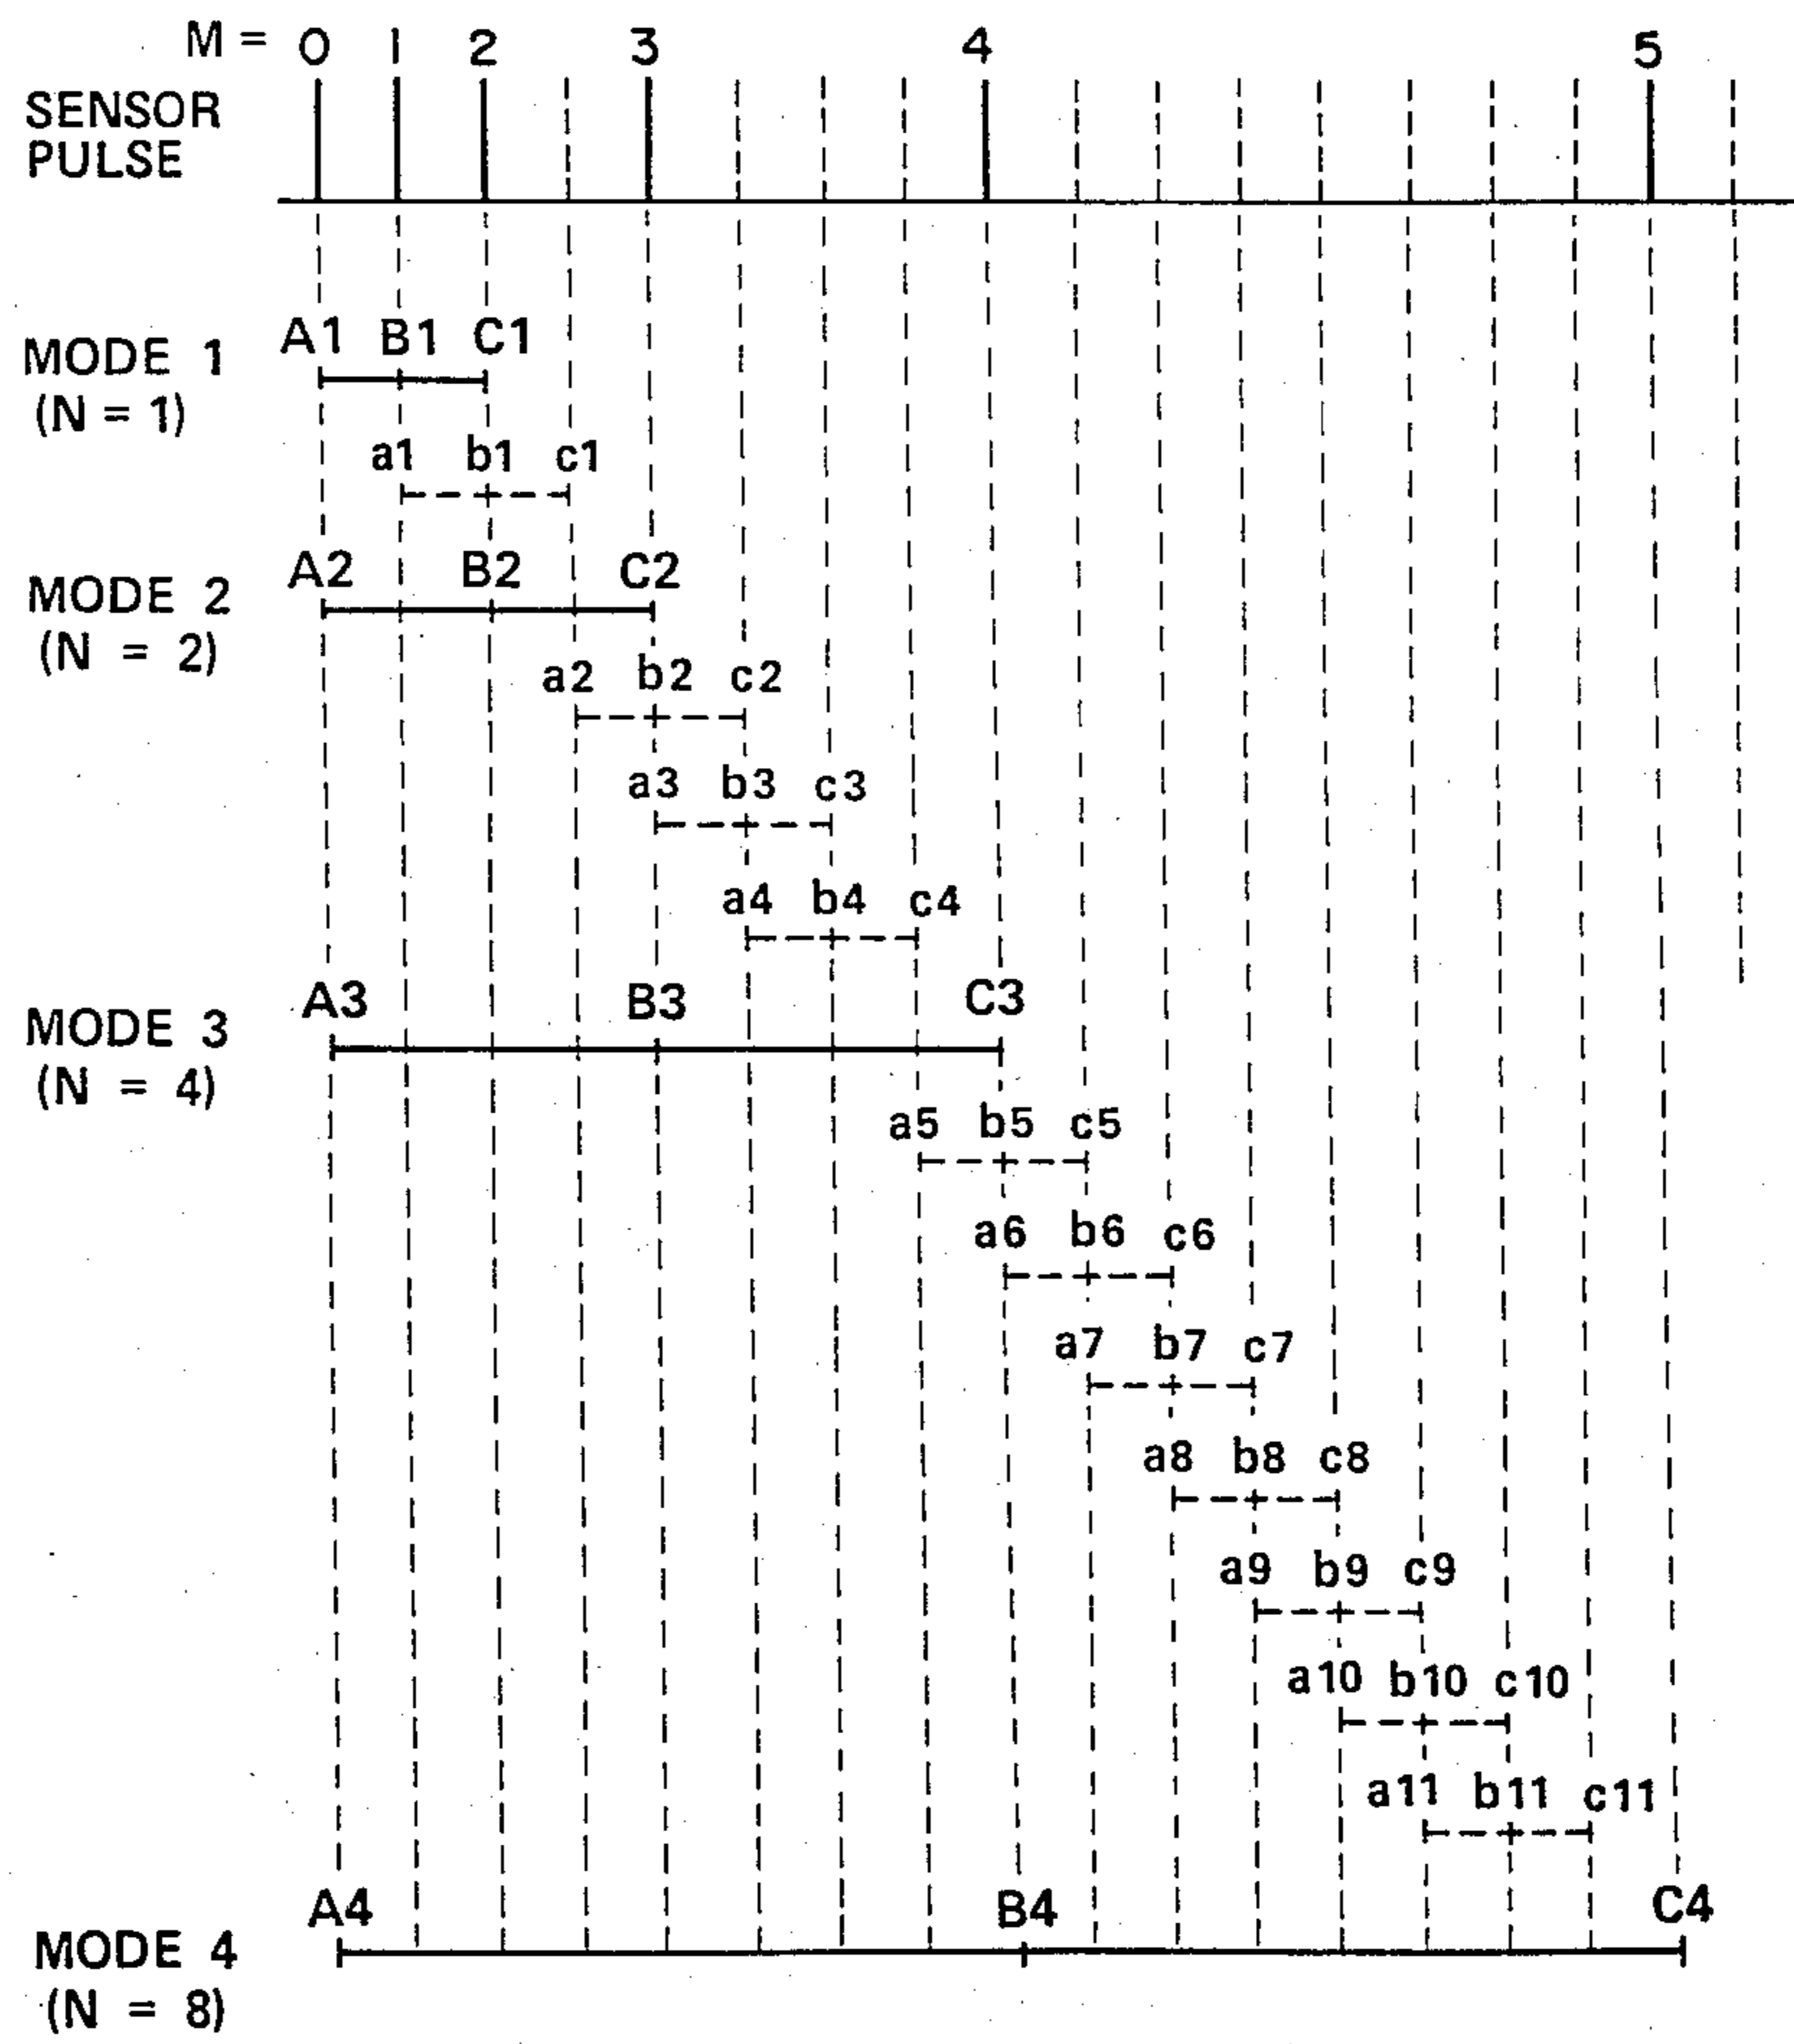 M = 0 1 2 3 4 5
SENSOR
PULSE
A1 B1 C1
MODE 1
(N = 1)
a1 b1 c1
A2 B2 C2
MODE 2
(N = 2)
a2 b2 c2
a3 b3 c3
a4 b4 c4
A3 B3 C3
MODE 3
(N = 4)
a5 b5 c5
a6 b6 c6
a7 b7 c7
a8 b8 c8
a9 b9 c9
a10 b10 c10
a11 b11 c11
A4 B4 C4
MODE 4
(N = 8)